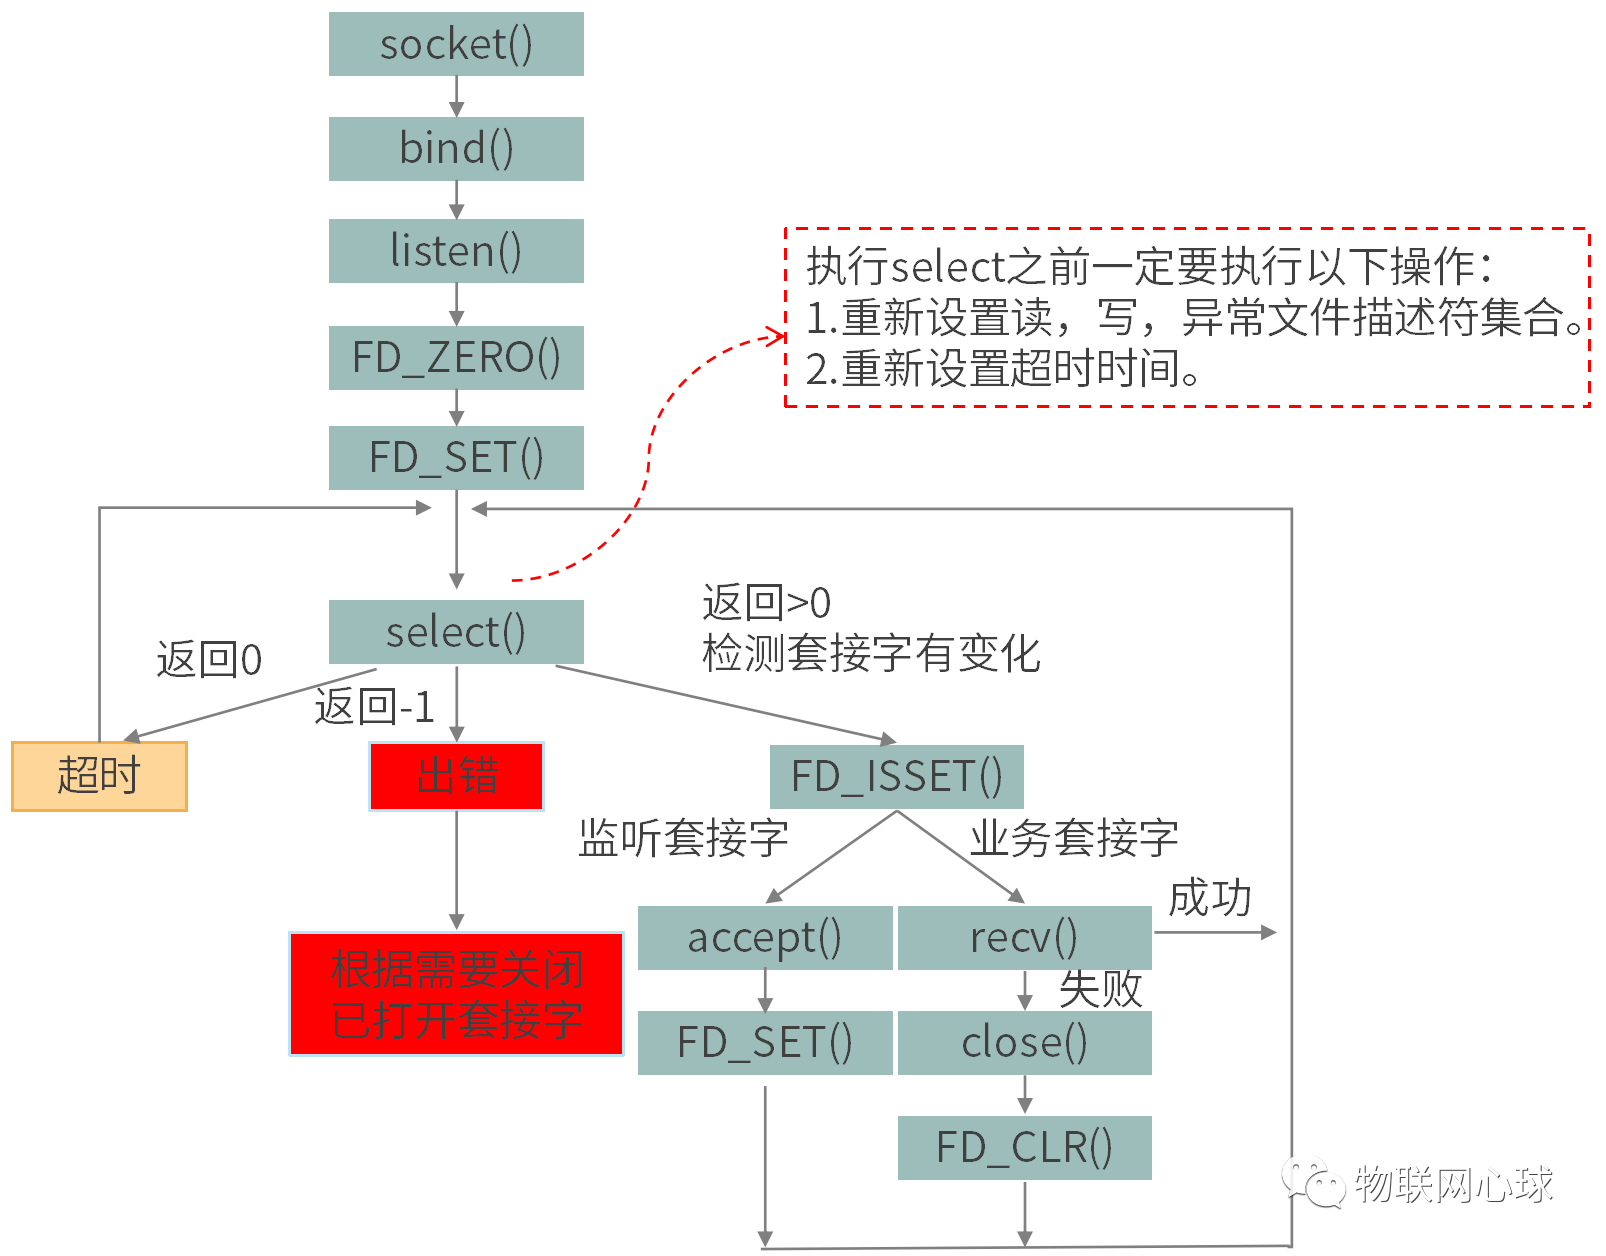 socket()
bind()
listen()
FD_ZERO()
FD_SET()
执行select之前一定要执行以下操作：
1.重新设置读，写，异常文件描述符集合。
2.重新设置超时时间。
select()
返回0
返回-1
返回>0
检测套接字有变化
超时
出错
FD_ISSET()
监听套接字
业务套接字
根据需要关闭
已打开套接字
accept()
recv()
成功
失败
FD_SET()
close()
FD_CLR()
物联网心球